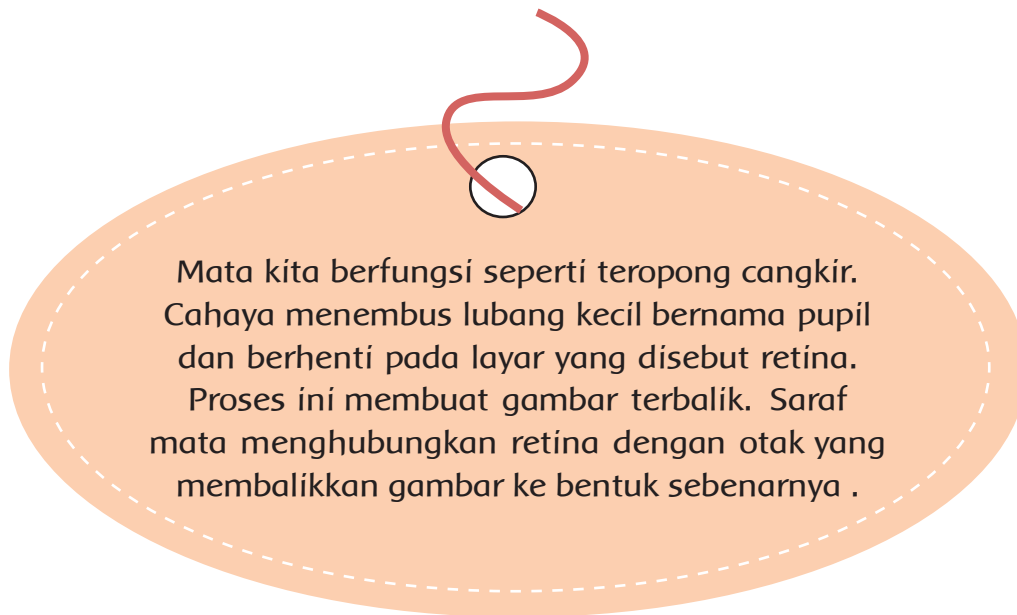 Mata kita berfungsi seperti teropong cangkir.
Cahaya menembus lubang kecil bernama pupil
dan berhenti pada layar yang disebut retina.
Proses ini membuat gambar terbalik. Saraf
mata menghubungkan retina dengan otak yang
membalikkan gambar ke bentuk sebenarnya .